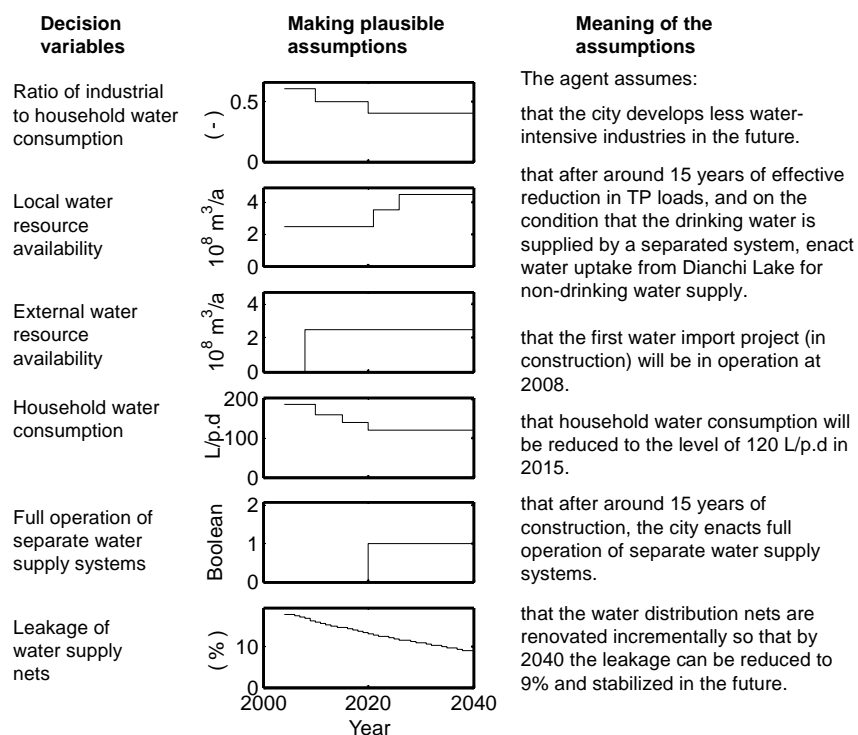 Decision
variables
Making plausible
assumptions
Meaning of the
assumptions
The agent assumes:
Ratio of industrial
to household water
consumption
( - )
0.5
0
that the city develops less water-
intensive industries in the future.
Local water
resource
availability
10⁸ m³/a
4
2
0
that after around 15 years of effective
reduction in TP loads, and on the
condition that the drinking water is
supplied by a separated system, enact
water uptake from Dianchi Lake for
non-drinking water supply.
External water
resource
availability
10⁸ m³/a
4
2
0
that the first water import project (in
construction) will be in operation at
2008.
Household water
consumption
L/p.d
200
100
0
that household water consumption will
be reduced to the level of 120 L/p.d in
2015.
Full operation of
separate water
supply systems
Boolean
2
1
0
that after around 15 years of
construction, the city enacts full
operation of separate water supply
systems.
Leakage of
water supply
nets
( % )
10
0
2000 2020 2040
Year
that the water distribution nets are
renovated incrementally so that by
2040 the leakage can be reduced to
9% and stabilized in the future.